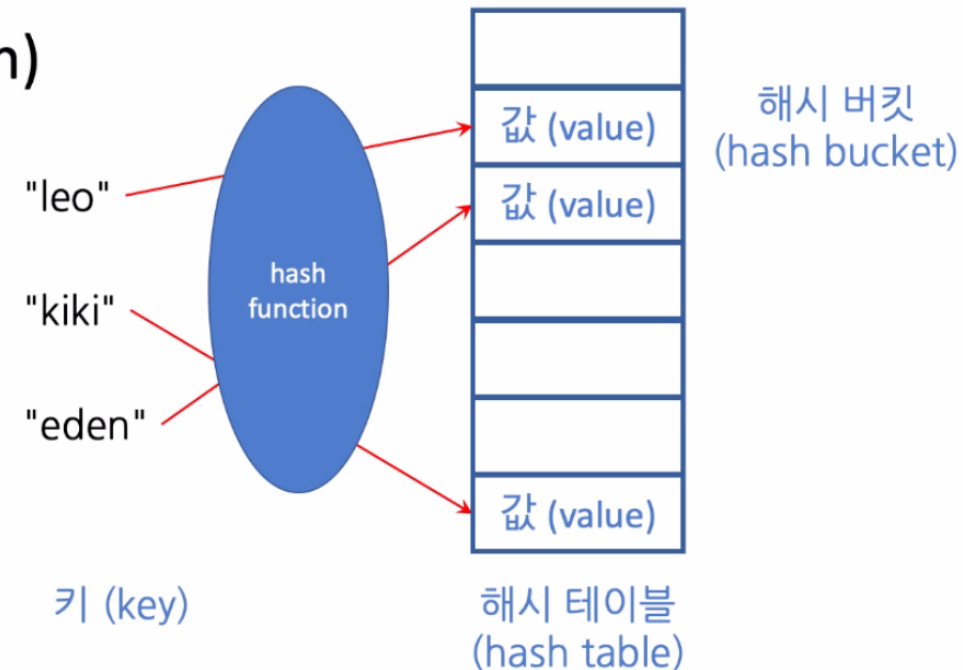 n)
"leo"
"kiki"
"eden"
키 (key)
hash
function
값 (value)
값 (value)
값 (value)
해시 테이블
(hash table)
해시 버킷
(hash bucket)